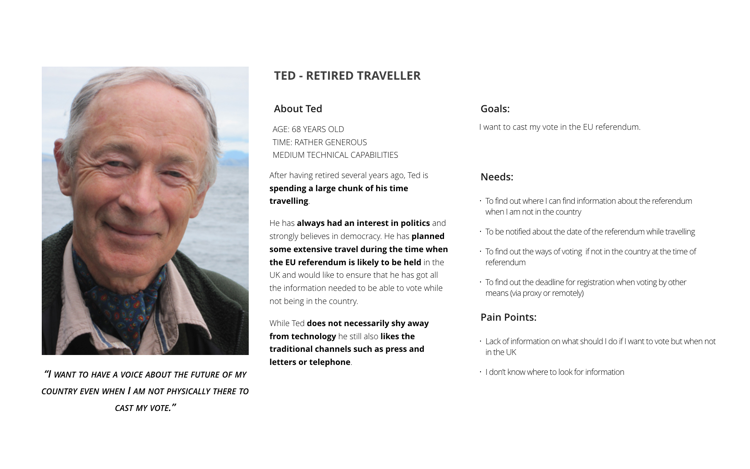 TED - RETIRED TRAVELLER
About Ted
AGE: 68 YEARS OLD
TIME: RATHER GENEROUS
MEDIUM TECHNICAL CAPABILITIES
After having retired several years ago, Ted is
spending a large chunk of his time
travelling.
He has always had an interest in politics and
strongly believes in democracy. He has planned
some extensive travel during the time when
the EU referendum is likely to be held in the
UK and would like to ensure that he has got all
the information needed to be able to vote while
not being in the country.
While Ted does not necessarily shy away
from technology he still also likes the
traditional channels such as press and
letters or telephone.
"I WANT TO HAVE A VOICE ABOUT THE FUTURE OF MY
COUNTRY EVEN WHEN I AM NOT PHYSICALLY THERE TO
CAST MY VOTE."
Goals:
I want to cast my vote in the EU referendum.
Needs:
· To find out where I can find information about the referendum
when I am not in the country
· To be notified about the date of the referendum while travelling
· To find out the ways of voting if not in the country at the time of
referendum
· To find out the deadline for registration when voting by other
means (via proxy or remotely)
Pain Points:
· Lack of information on what should I do if I want to vote but when not
in the UK
· I don't know where to look for information